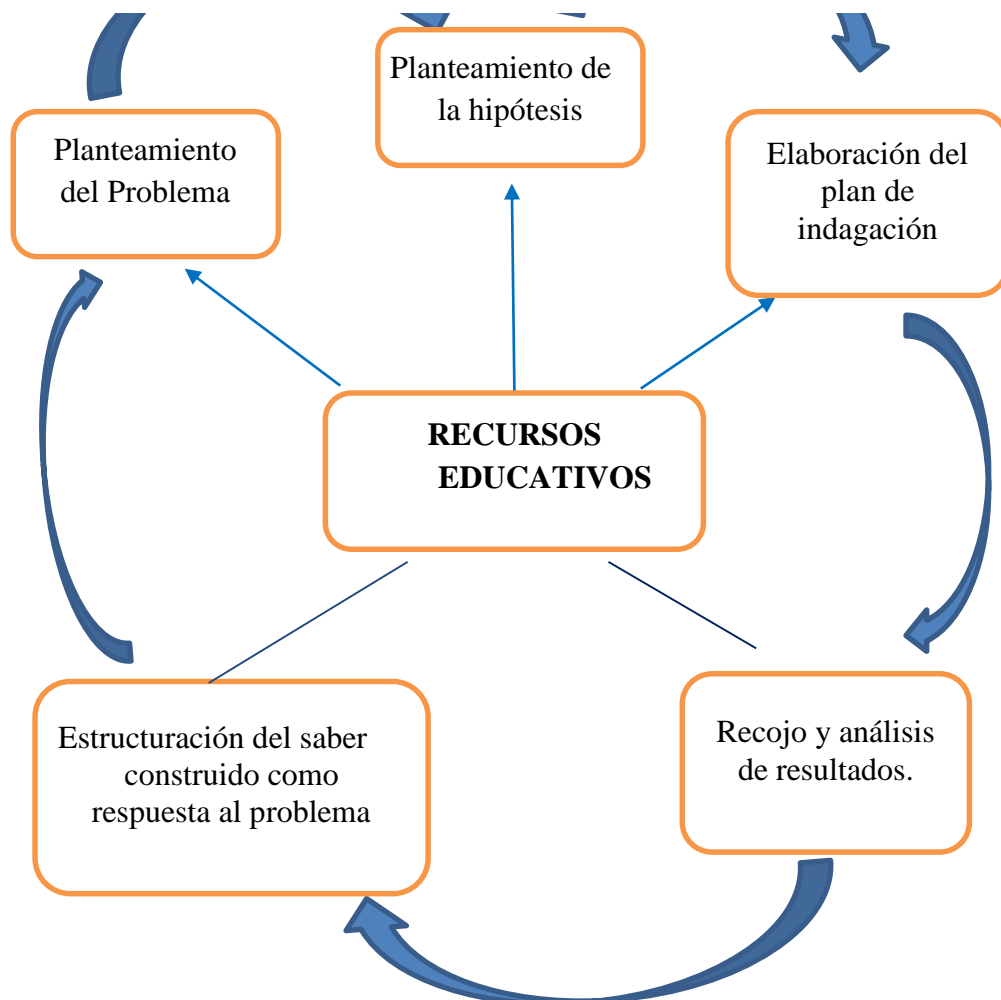 Planteamiento de
la hipótesis
Planteamiento
del Problema
Elaboración del
plan de
indagación
RECURSOS
EDUCATIVOS
Estructuración del saber
construido como
respuesta al problema
Recojo y análisis
de resultados.